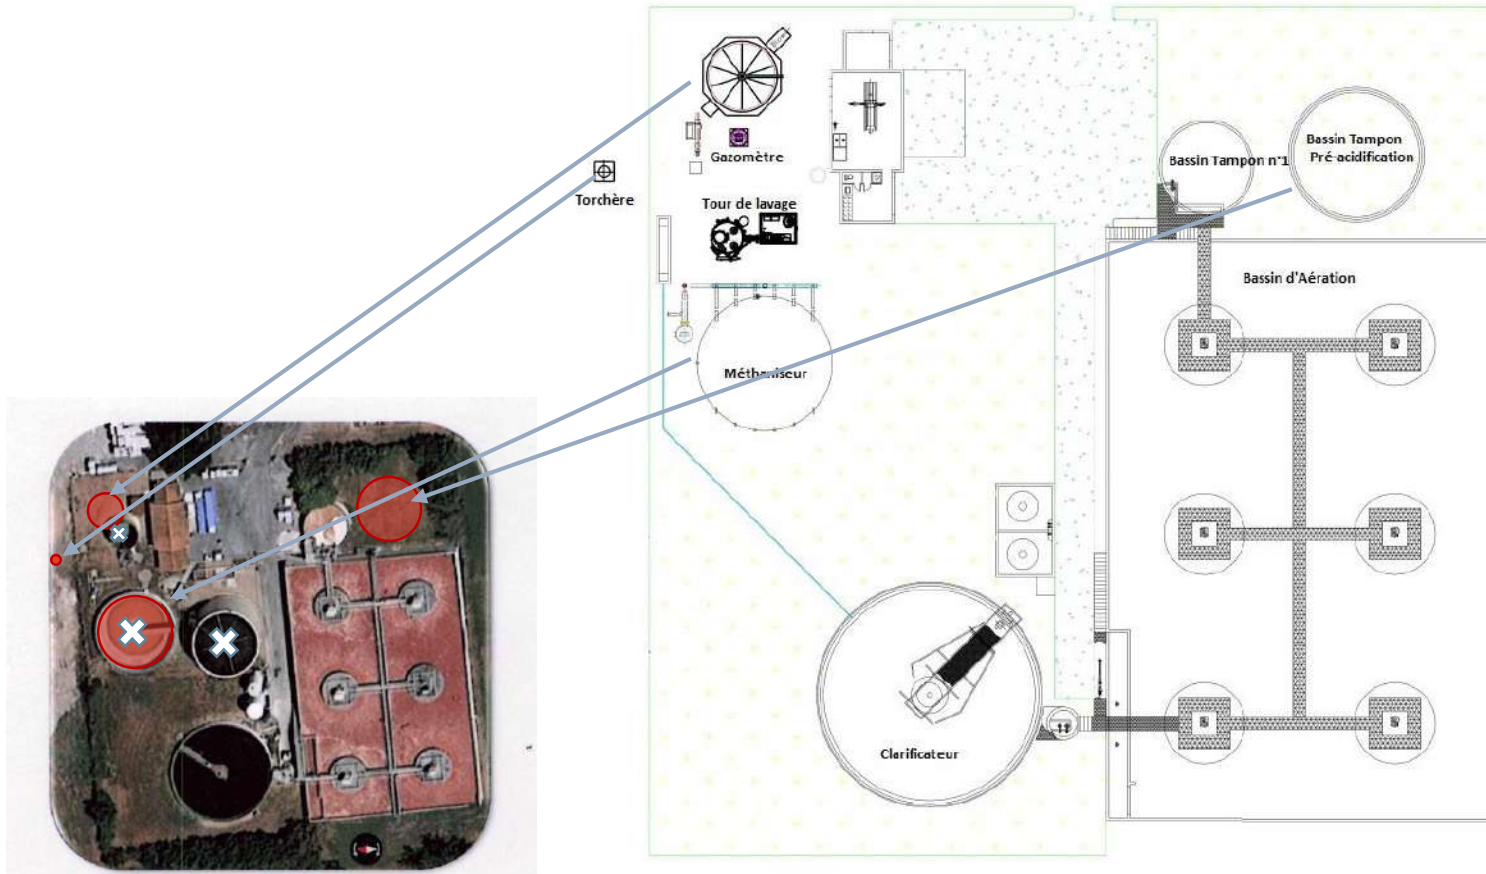 Gazomètre
Torchère
Tour de lavage
Bassin Tampon n°1
Bassin Tampon
Pré-acidification
Bassin d'Aération
Méthaniseur
Clarificateur